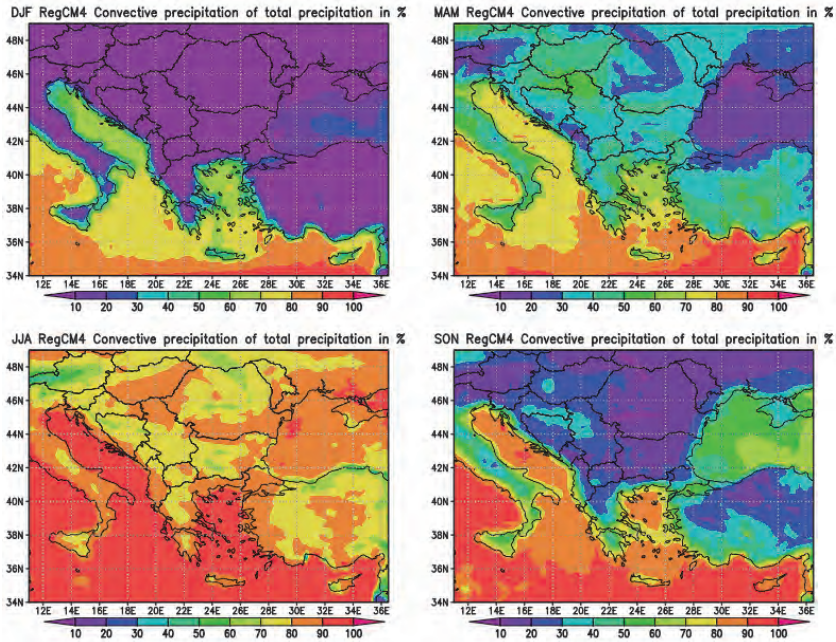 DJF RegCM4 Convective precipitation of total precipitation in %
48N
46N
44N
42N
40N
38N
36N
34N
12E 14E 16E 18E 20E 22E 24E 26E 28E 30E 32E 34E 36E
10 20 30 40 50 60 70 80 90 100
MAM RegCM4 Convective precipitation of total precipitation in %
48N
46N
44N
42N
40N
38N
36N
34N
12E 14E 16E 18E 20E 22E 24E 26E 28E 30E 32E 34E 36E
10 20 30 40 50 60 70 80 90 100
JJA RegCM4 Convective precipitation of total precipitation in %
48N
46N
44N
42N
40N
38N
36N
34N
12E 14E 16E 18E 20E 22E 24E 26E 28E 30E 32E 34E 36E
10 20 30 40 50 60 70 80 90 100
SON RegCM4 Convective precipitation of total precipitation in %
48N
46N
44N
42N
40N
38N
36N
34N
12E 14E 16E 18E 20E 22E 24E 26E 28E 30E 32E 34E 36E
10 20 30 40 50 60 70 80 90 100